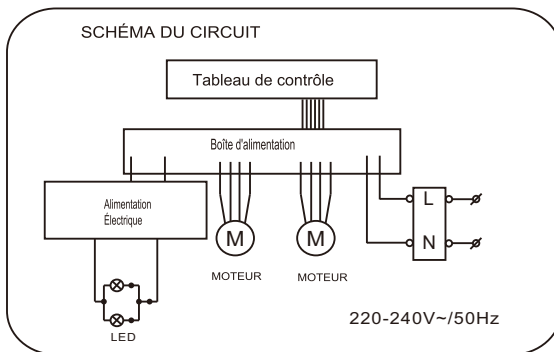 SCHÉMA DU CIRCUIT
Tableau de contrôle
Boîte d'alimentation
Alimentation
Électrique
L
M
M
N
MOTEUR
MOTEUR
LED
220-240V~/50Hz